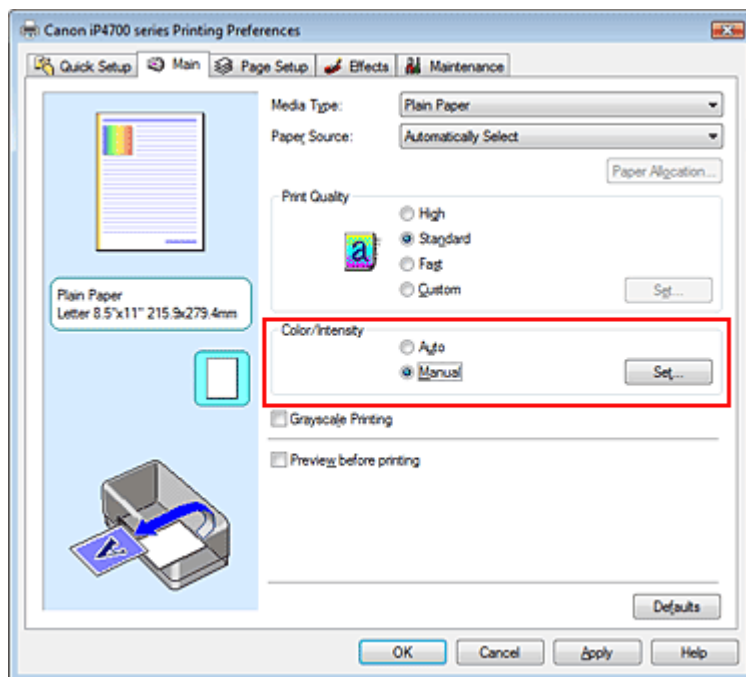 Canon iP4700 series Printing Preferences
Quick Setup Main Page Setup Effects Maintenance
Media Type: Plain Paper
Paper Source: Automatically Select
Paper Allocation...
Print Quality
High
a Standard
Fast
Custom Set...
Plain Paper
Letter 8.5"x11" 215.9x279.4mm
Color/Intensity
Auto
Manual Set...
Grayscale Printing
Preview before printing
A
Defaults
OK Cancel Apply Help